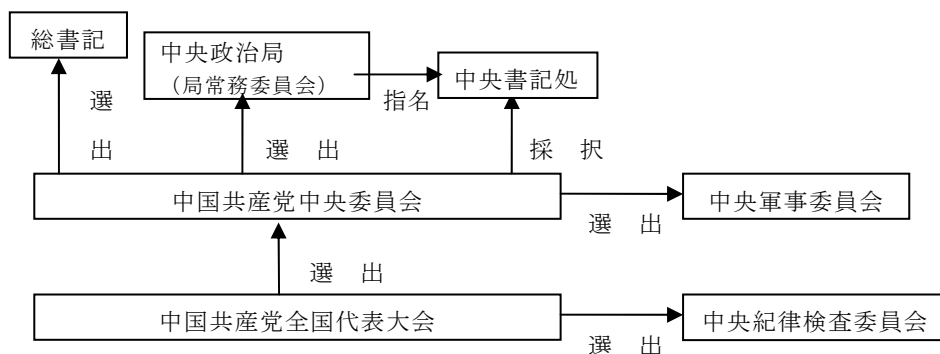 総書記
中央政治局
（局常務委員会）
中央書記処
指名
選
出
選 出
採 択
中国共産党中央委員会
中央軍事委員会
選 出
選 出
中国共産党全国代表大会
中央紀律検査委員会
選 出